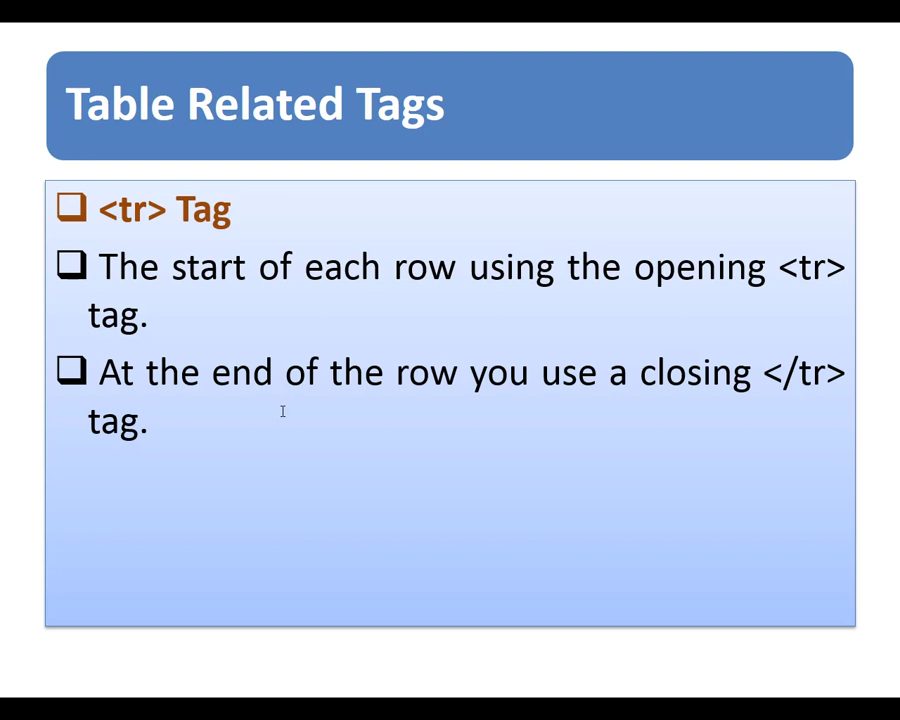 Table Related Tags
❑ <tr> Tag
❑ The start of each row using the opening <tr>
tag.
❑ At the end of the row you use a closing </tr>
tag.